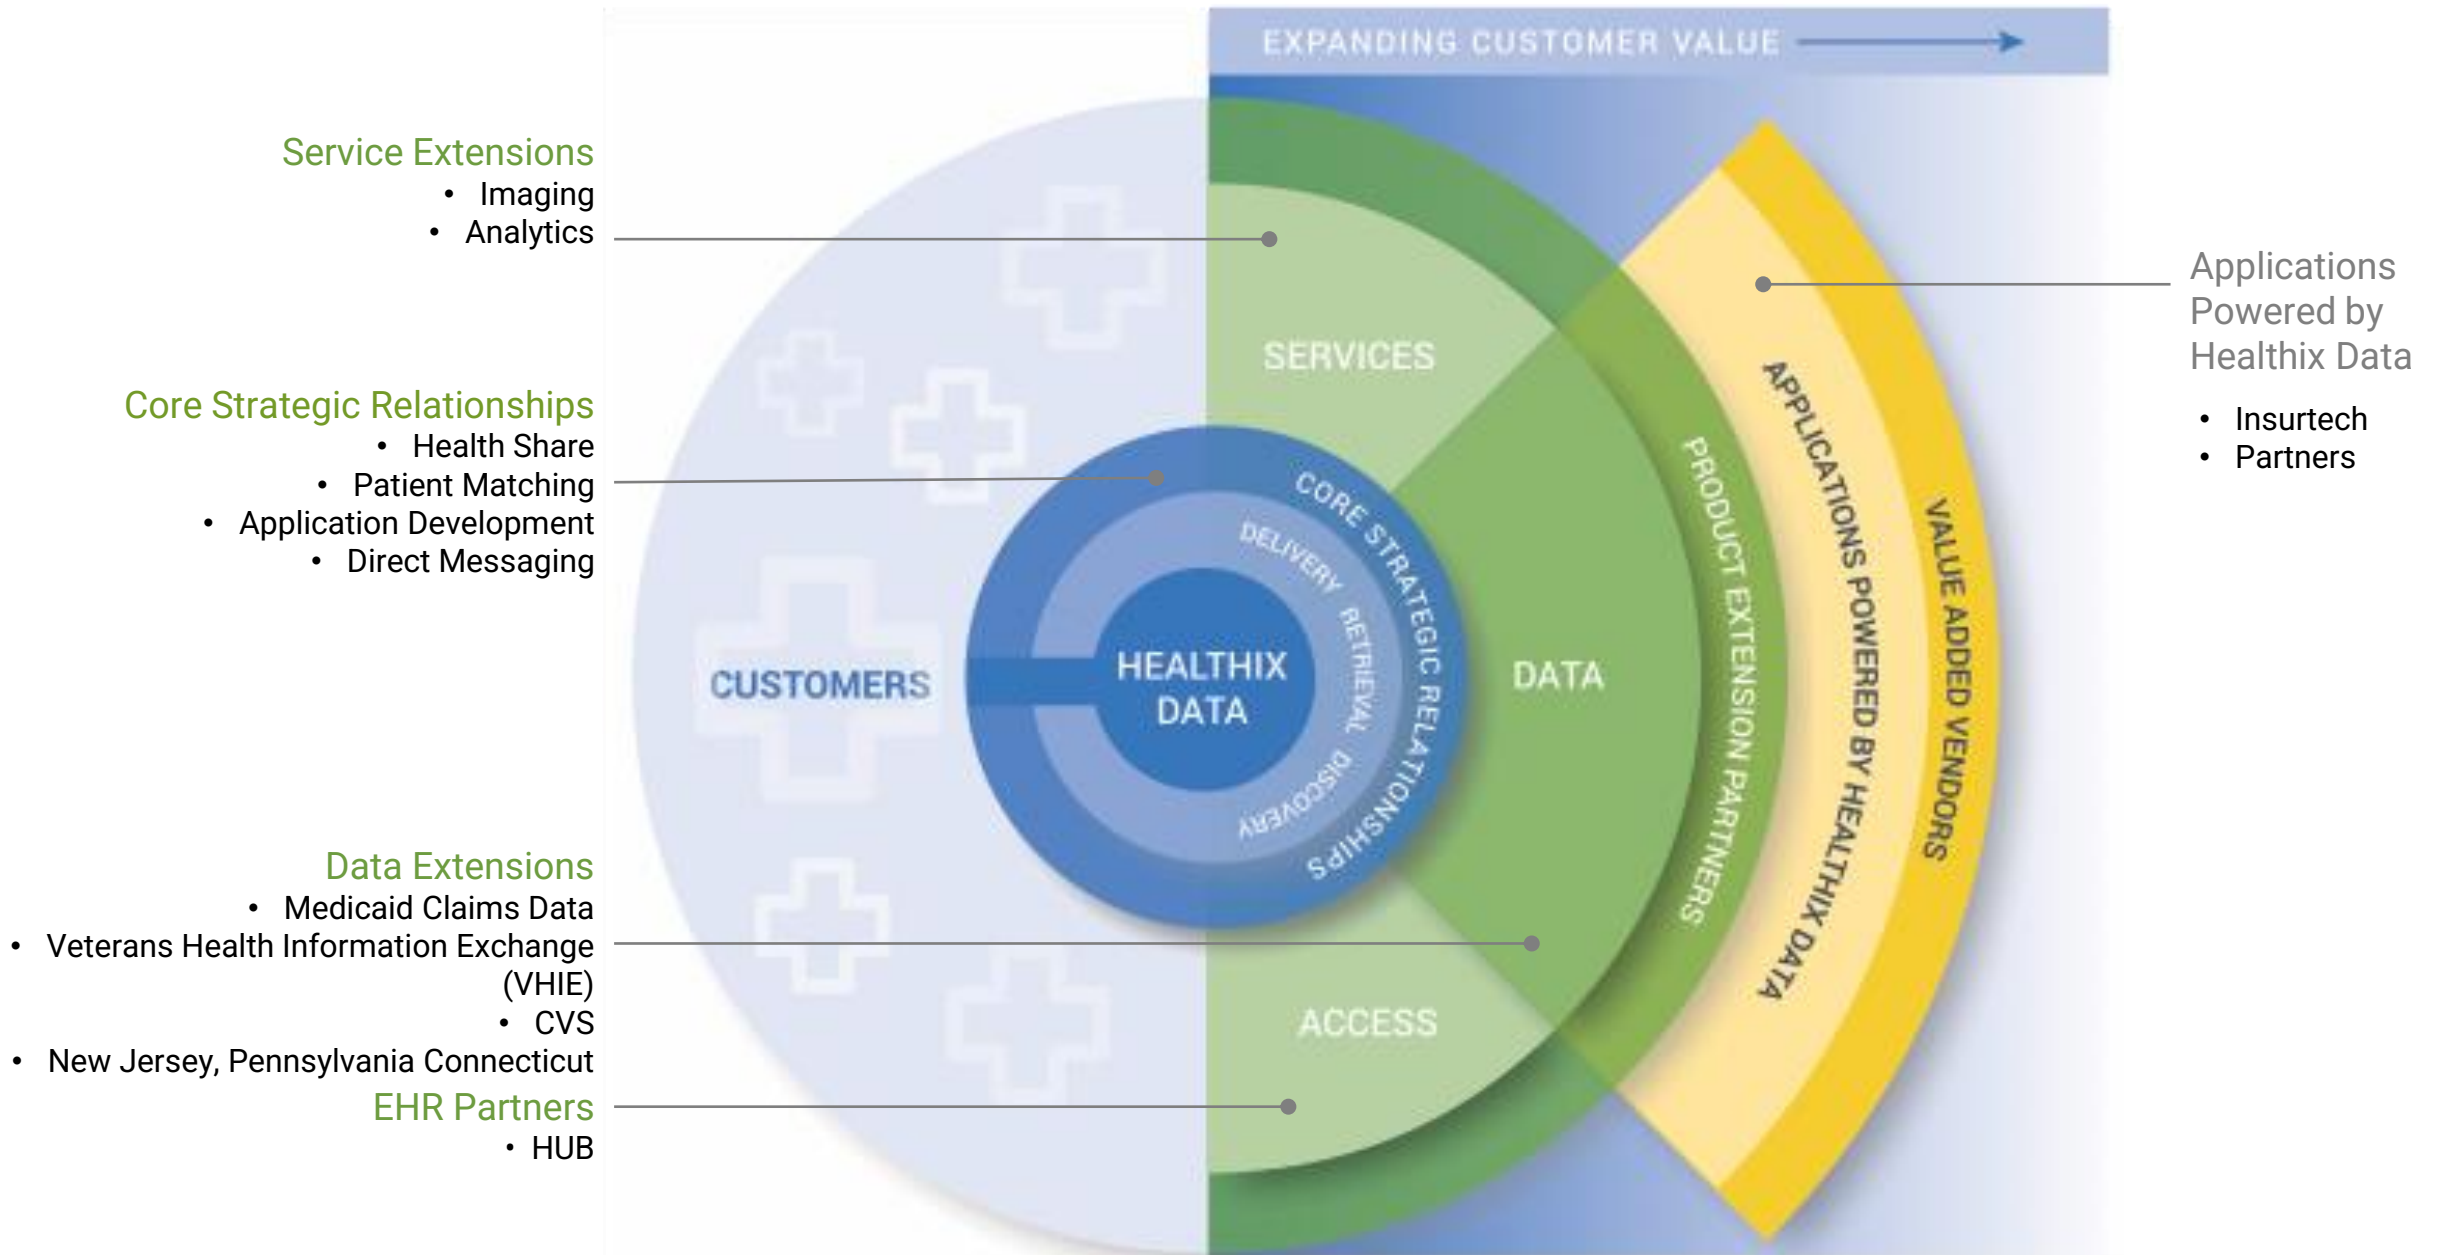 EXPANDING CUSTOMER VALUE
Service Extensions
• Imaging
• Analytics
Core Strategic Relationships
• Health Share
• Patient Matching
• Application Development
• Direct Messaging
Data Extensions
• Medicaid Claims Data
• Veterans Health Information Exchange
(VHIE)
• CVS
• New Jersey, Pennsylvania Connecticut
EHR Partners
• HUB
CUSTOMERS
HEALTHIX
DATA
DELIVERY RETRIEVAL DISCOVERY
CORE STRATEGIC RELATIONSHIPS
SERVICES
DATA
ACCESS
PRODUCT EXTENSION PARTNERS
APPLICATIONS POWERED BY HEALTHIX DATA
VALUE ADDED VENDORS
Applications
Powered by
Healthix Data
• Insurtech
• Partners